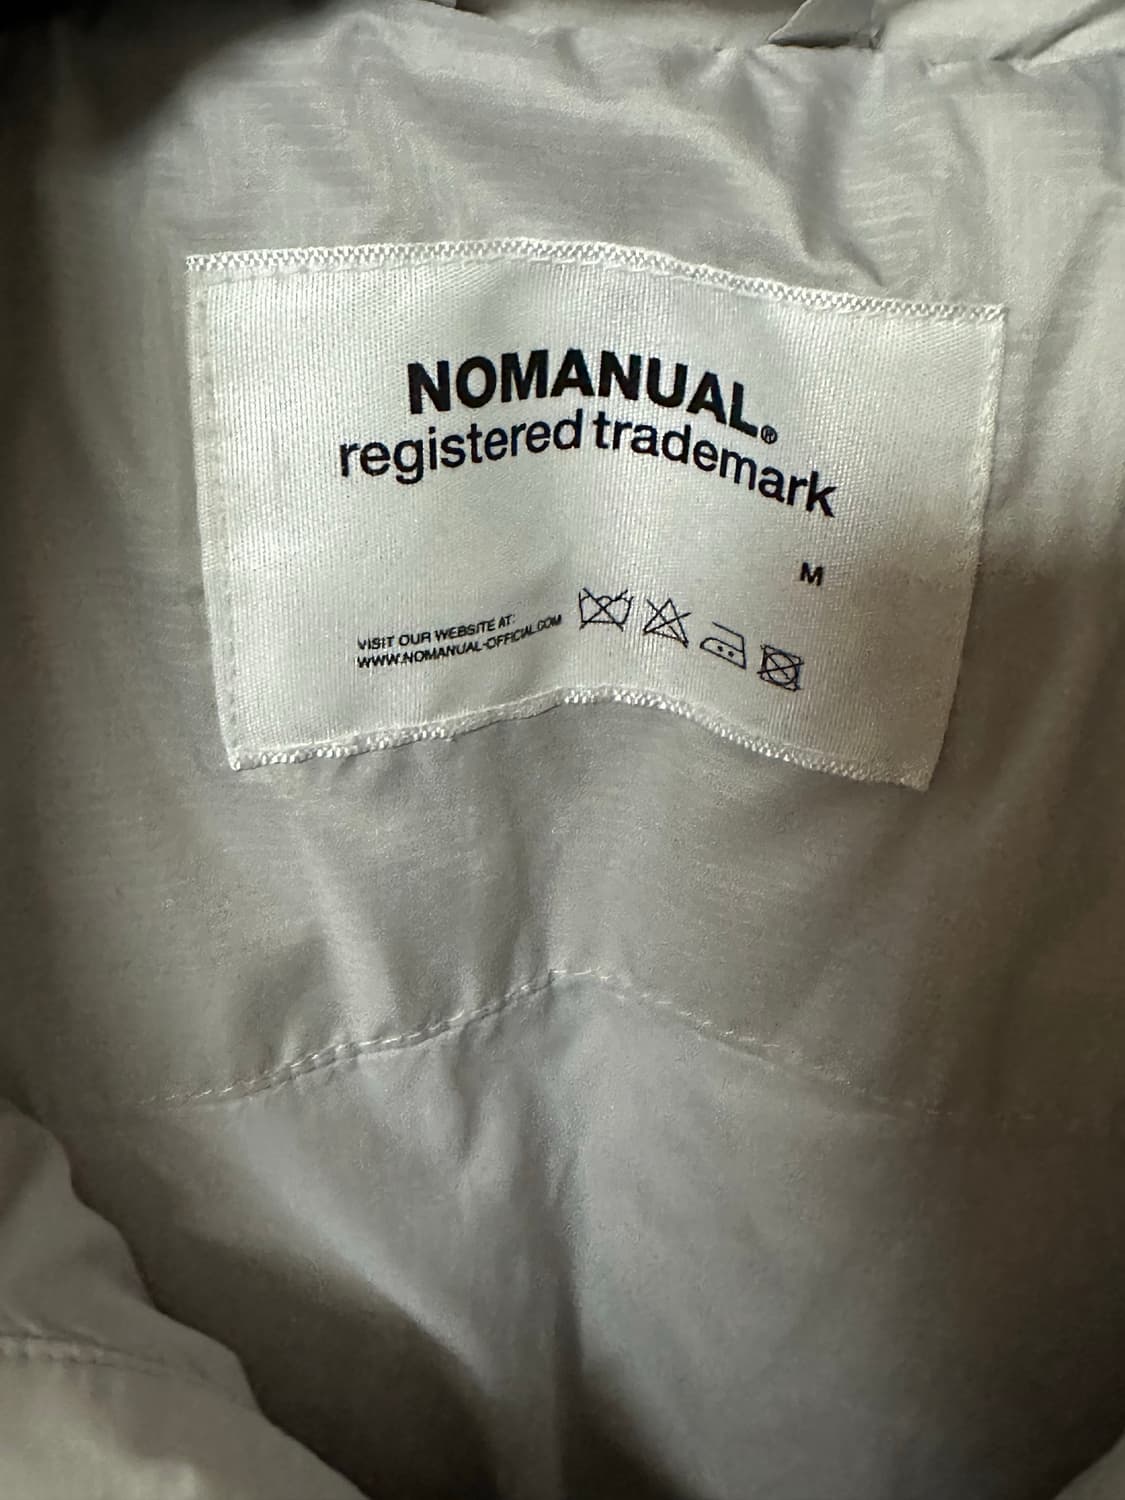 NOMANUAL®
registered trademark
M
VISIT OUR WEBSITE AT:
WWW.NOMANUAL-OFFICIAL.COM